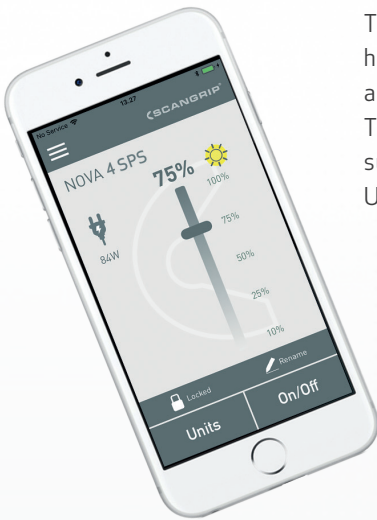 No Service
13.27
SCANGRIP
NOVA 4 SPS
75%
100%
84W
75%
50%
25%
10%
Locked
Rename
Units
On/Off
T
h
a
T
su
U